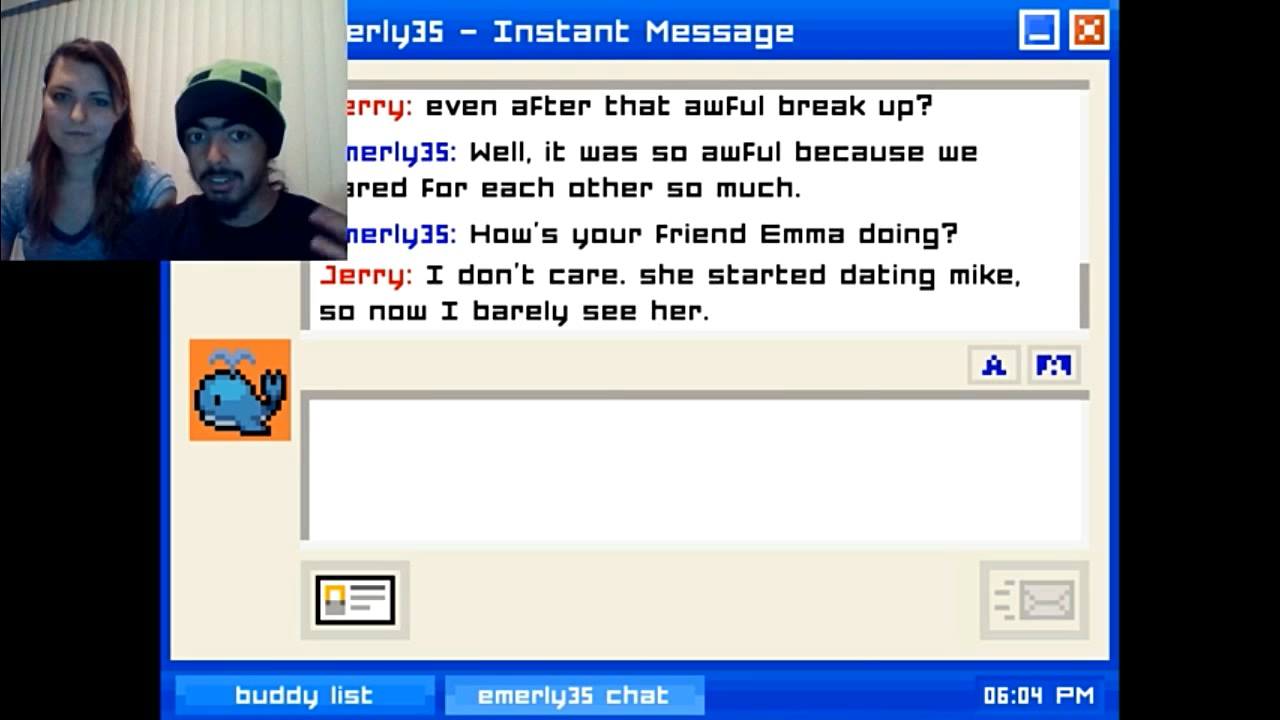 erly35 - Instant Message
erry: even after that awful break up?
merly35: Well, it was so awful because we
ared for each other so much.
merly35: How's your friend Emma doing?
Jerry: I don't care. she started dating mike,
so now I barely see her.
A
buddy list
emerly35 chat
06:04 PM